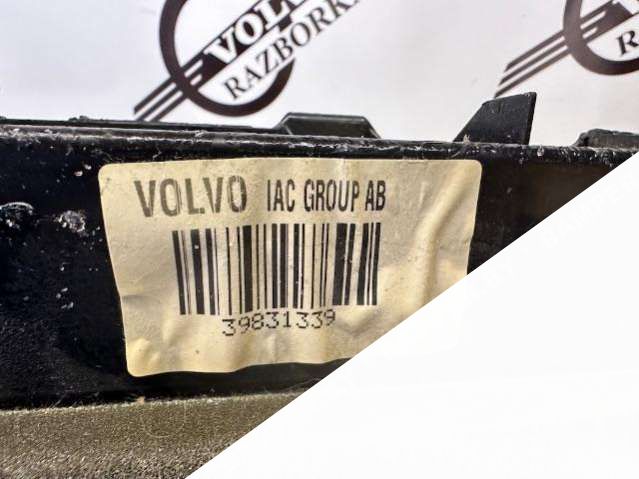 VOLVO
RAZBORKA
VOLVO IAC GROUP AB
39831339